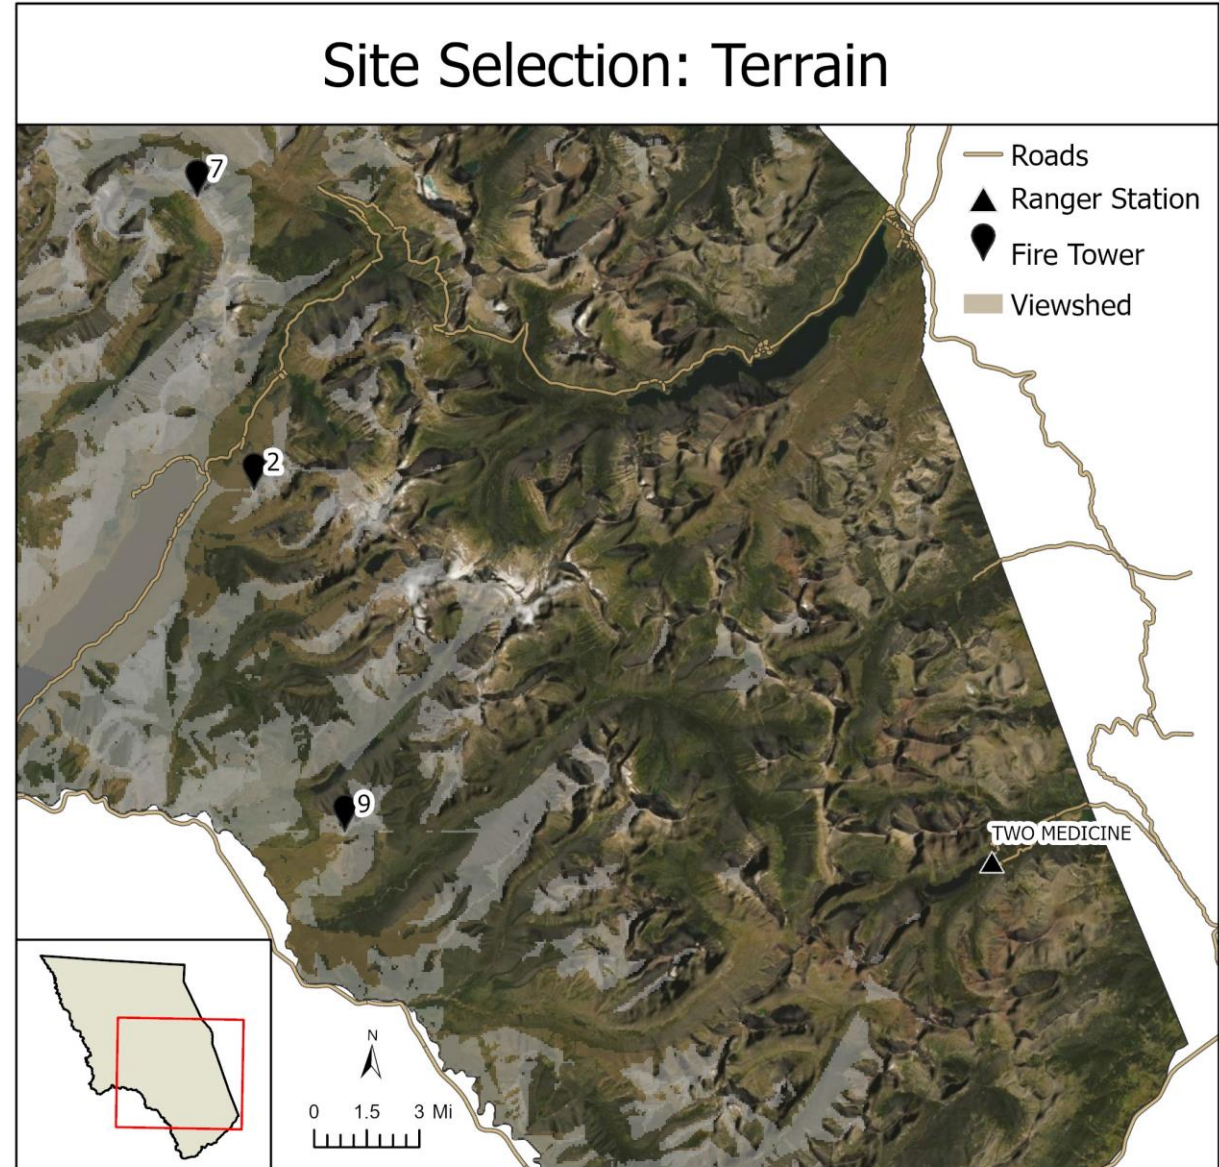 Site Selection: Terrain
7
Roads
Ranger Station
Fire Tower
Viewshed
2
9
TWO MEDICINE
N
0 1.5 3 Mi